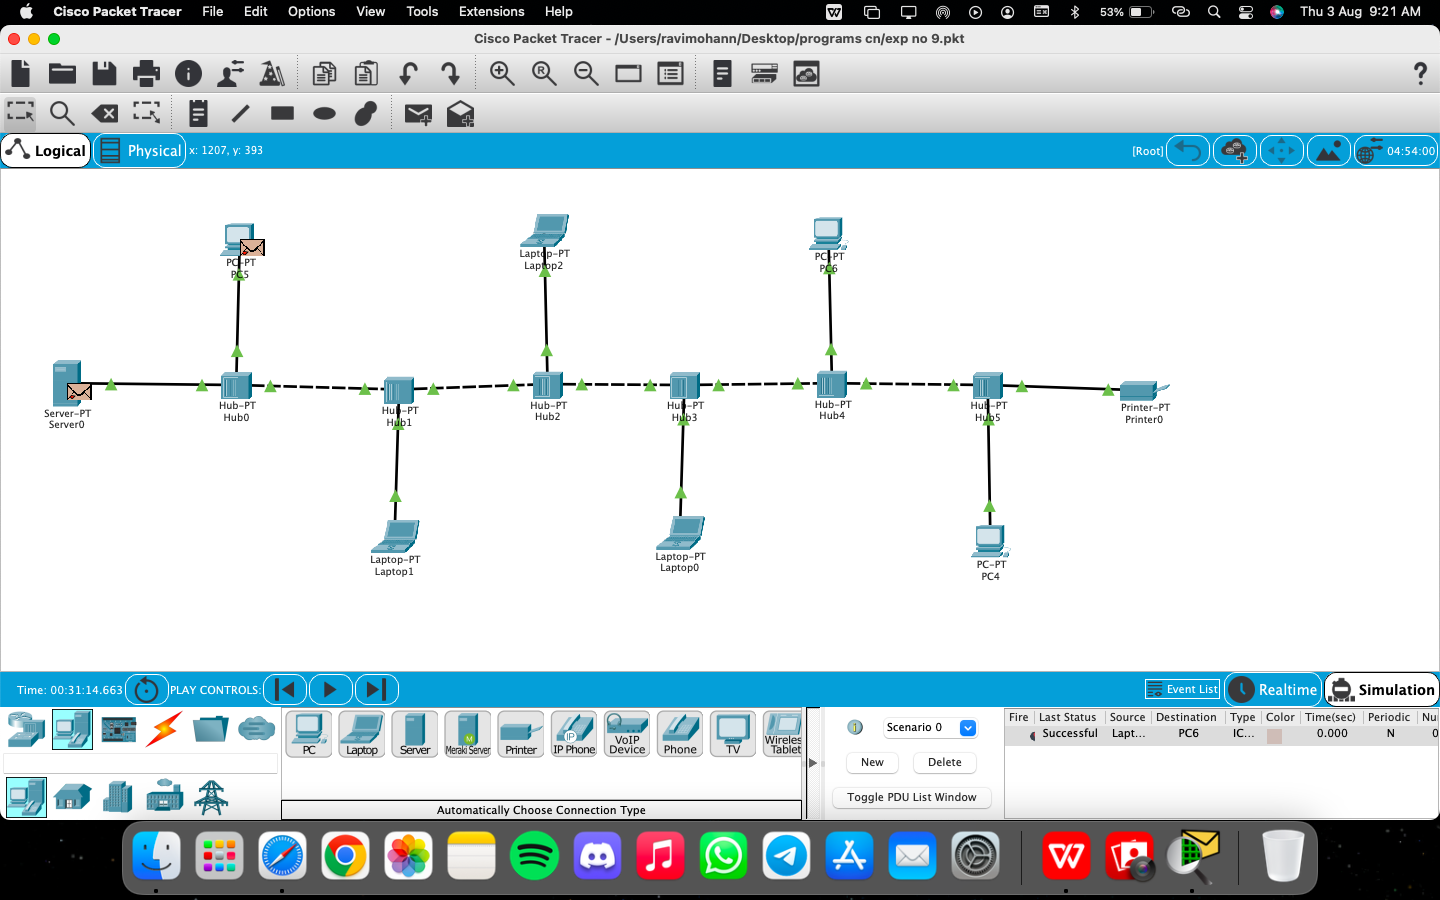 Cisco Packet Tracer File Edit Options View Tools Extensions Help 53% Thu 3 Aug 9:21 AM
Cisco Packet Tracer - /Users/ravimohann/Desktop/programs cn/exp no 9.pkt
Logical Physical x: 1207, y: 393 [Root] 04:54:00
PC-PT
PC5
Laptop-PT
Laptop2
PC-PT
PC6
Server-PT
Server0
Hub-PT
Hub0
Hub-PT
Hub1
Hub-PT
Hub2
Hub-PT
Hub3
Hub-PT
Hub4
Hub-PT
Hub5
Printer-PT
Printer0
Laptop-PT
Laptop1
Laptop-PT
Laptop0
PC-PT
PC4
Time: 00:31:14.663 PLAY CONTROLS: Event List Realtime Simulation
PC Laptop Server Meraki Server Printer IP Phone VoIP Device Phone TV Wireless Tablet
Automatically Choose Connection Type
Scenario 0
New Delete
Toggle PDU List Window
Fire Last Status Source Destination Type Color Time(sec) Periodic Nu
Successful Lapt... PC6 IC... 0.000 N 0